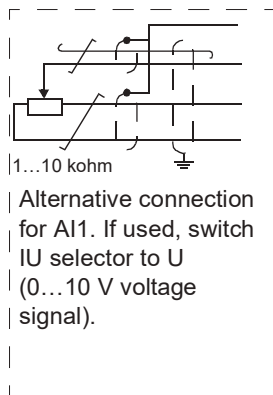 1…10 kohm
Alternative connection
for AI1. If used, switch
IU selector to U
(0…10 V voltage
signal).